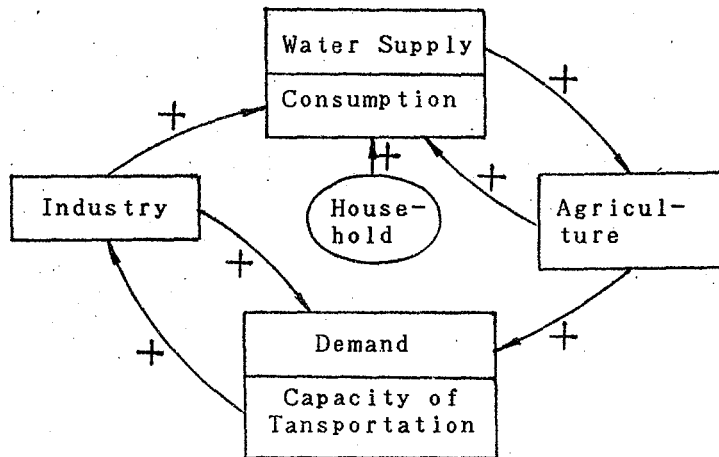 Water Supply
+
Consumption
+
+
+
Industry
House-
hold
Agricul-
ture
+
+
Demand
+
+
Capacity of
Tansportation